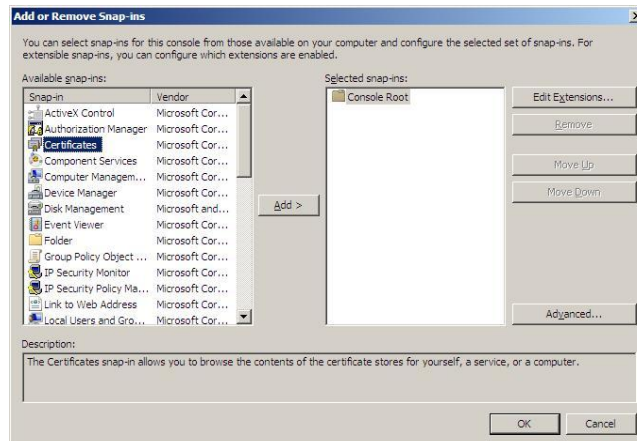 Add or Remove Snap-ins
You can select snap-ins for this console from those available on your computer and configure the selected set of snap-ins. For
extensible snap-ins, you can configure which extensions are enabled.
Available snap-ins:
Snap-in Vendor
ActiveX Control Microsoft Cor...
Authorization Manager Microsoft Cor...
Certificates Microsoft Cor...
Component Services Microsoft Cor...
Computer Managem... Microsoft Cor...
Device Manager Microsoft Cor...
Disk Management Microsoft and...
Event Viewer Microsoft Cor...
Folder Microsoft Cor...
Group Policy Object ... Microsoft Cor...
IP Security Monitor Microsoft Cor...
IP Security Policy Ma... Microsoft Cor...
Link to Web Address Microsoft Cor...
Local Users and Gro... Microsoft Cor...
Add >
Selected snap-ins:
Console Root
Edit Extensions...
Remove
Move Up
Move Down
Advanced...
Description:
The Certificates snap-in allows you to browse the contents of the certificate stores for yourself, a service, or a computer.
OK Cancel